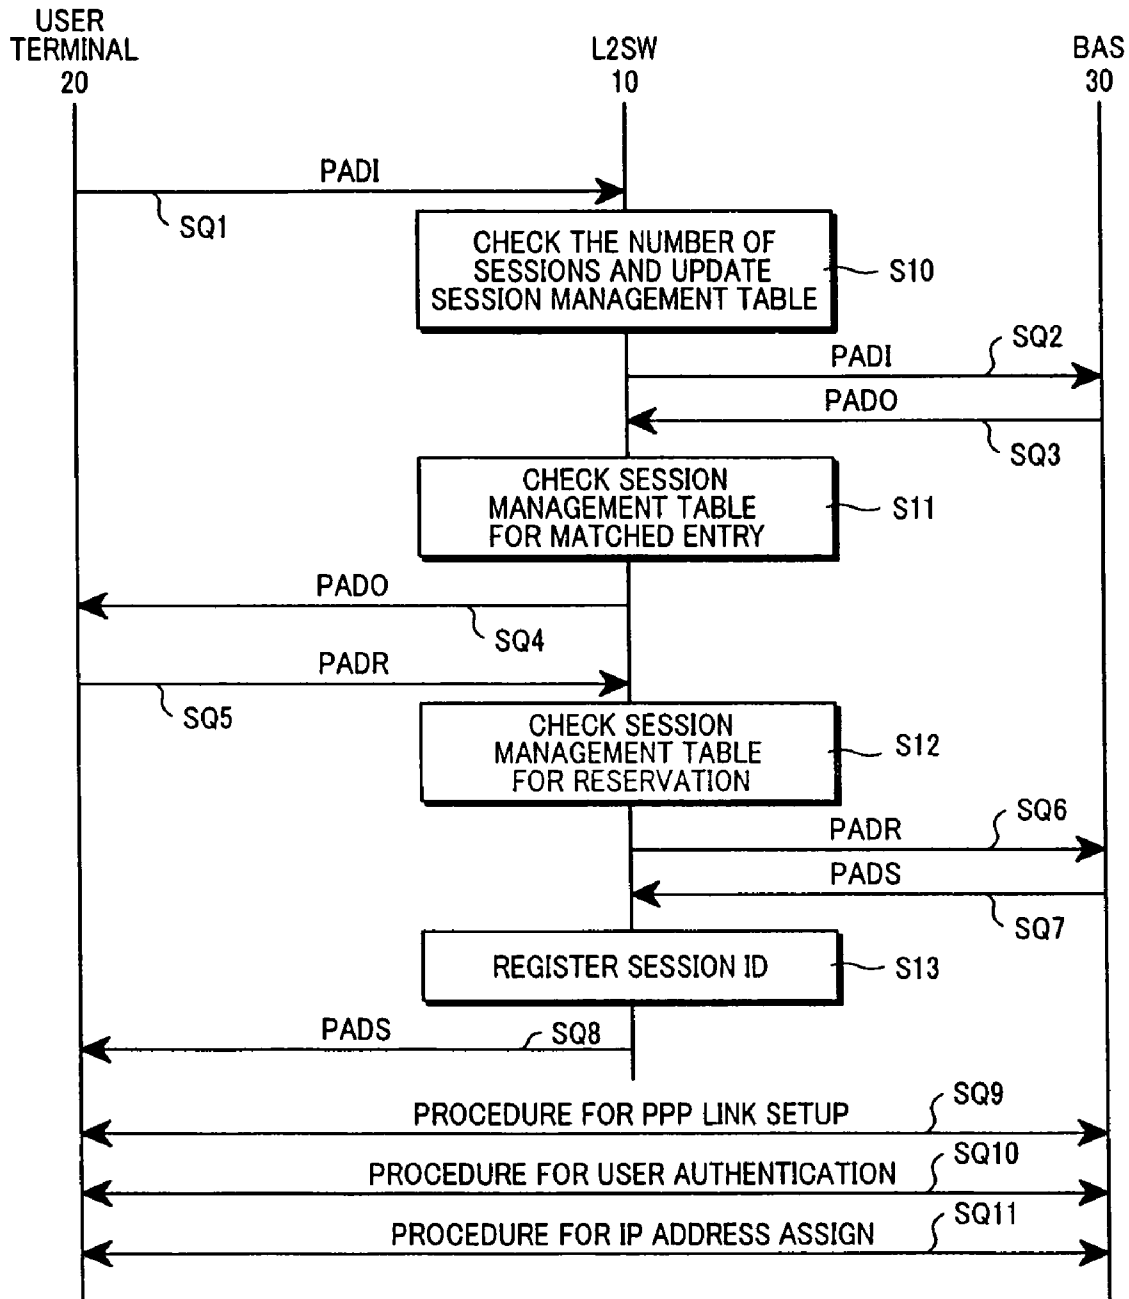 USER
TERMINAL
20
L2SW
10
BAS
30
PADI
SQ1
CHECK THE NUMBER OF
SESSIONS AND UPDATE
SESSION MANAGEMENT TABLE
S10
SQ2
PADI
PADO
SQ3
CHECK SESSION
MANAGEMENT TABLE
FOR MATCHED ENTRY
S11
PADO
SQ4
PADR
SQ5
CHECK SESSION
MANAGEMENT TABLE
FOR RESERVATION
S12
SQ6
PADR
PADS
SQ7
REGISTER SESSION ID
S13
PADS
SQ8
SQ9
PROCEDURE FOR PPP LINK SETUP
SQ10
PROCEDURE FOR USER AUTHENTICATION
SQ11
PROCEDURE FOR IP ADDRESS ASSIGN